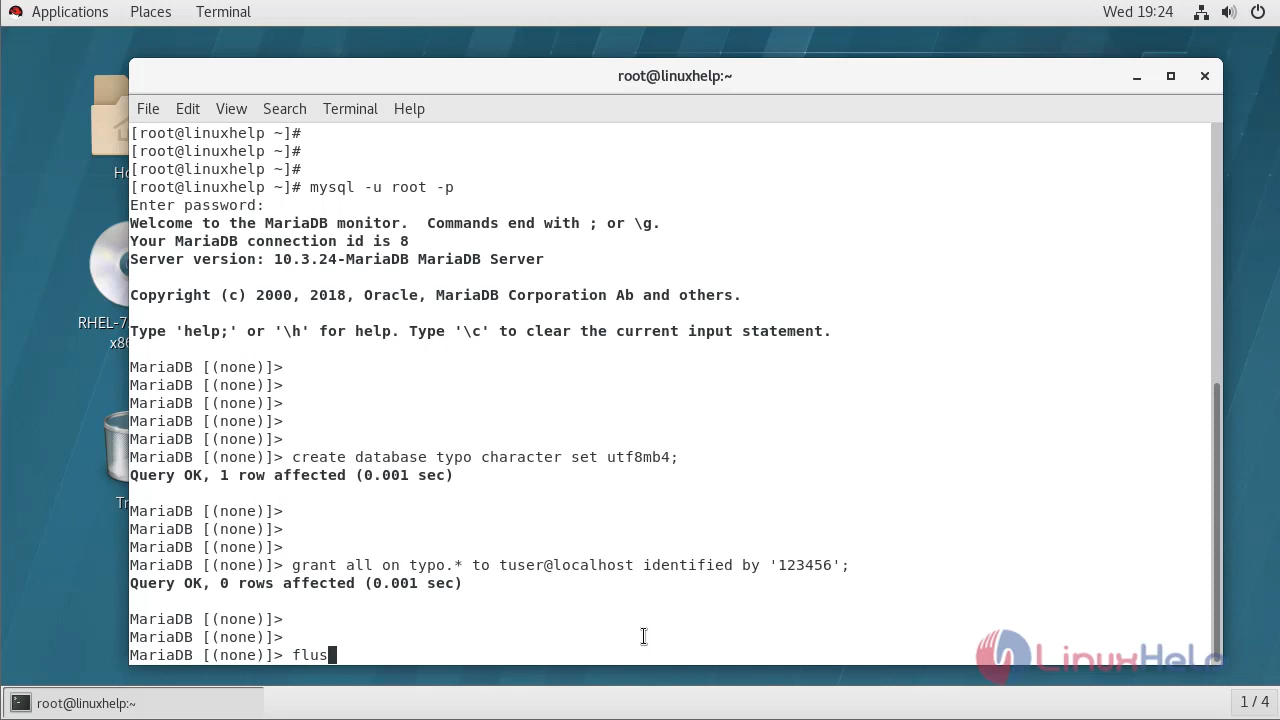 Applications Places Terminal Wed 19:24
root@linuxhelp:~
File Edit View Search Terminal Help
[root@linuxhelp ~]#
[root@linuxhelp ~]#
[root@linuxhelp ~]#
[root@linuxhelp ~]# mysql -u root -p
Enter password:
Welcome to the MariaDB monitor.  Commands end with ; or \g.
Your MariaDB connection id is 8
Server version: 10.3.24-MariaDB MariaDB Server
Copyright (c) 2000, 2018, Oracle, MariaDB Corporation Ab and others.
Type 'help;' or '\h' for help. Type '\c' to clear the current input statement.
MariaDB [(none)]>
MariaDB [(none)]>
MariaDB [(none)]>
MariaDB [(none)]>
MariaDB [(none)]>
MariaDB [(none)]> create database typo character set utf8mb4;
Query OK, 1 row affected (0.001 sec)
MariaDB [(none)]>
MariaDB [(none)]>
MariaDB [(none)]>
MariaDB [(none)]> grant all on typo.* to tuser@localhost identified by '123456';
Query OK, 0 rows affected (0.001 sec)
MariaDB [(none)]>
MariaDB [(none)]>
MariaDB [(none)]> flus
Ho
RHEL-7
x86
Tr
LinuxHelp
root@linuxhelp:~
1 / 4